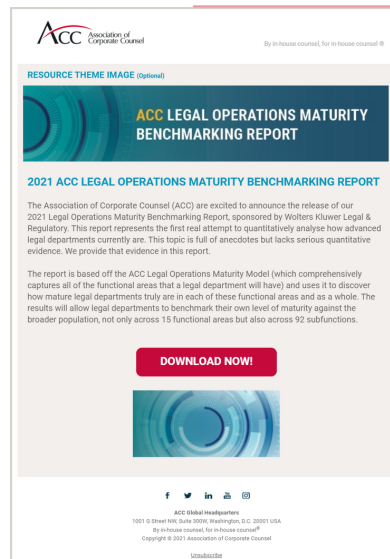 ACC Association of
Corporate Counsel
By in-house counsel, for in-house counsel ®
RESOURCE THEME IMAGE (Optional)
ACC LEGAL OPERATIONS MATURITY
BENCHMARKING REPORT
2021 ACC LEGAL OPERATIONS MATURITY BENCHMARKING REPORT
The Association of Corporate Counsel (ACC) are excited to announce the release of our
2021 Legal Operations Maturity Benchmarking Report, sponsored by Wolters Kluwer Legal &
Regulatory. This report represents the first real attempt to quantitatively analyse how advanced
legal departments currently are. This topic is full of anecdotes but lacks serious quantitative
evidence. We provide that evidence in this report.
The report is based off the ACC Legal Operations Maturity Model (which comprehensively
captures all of the functional areas that a legal department will have) and uses it to discover
how mature legal departments truly are in each of these functional areas and as a whole. The
results will allow legal departments to benchmark their own level of maturity against the
broader population, not only across 15 functional areas but also across 92 subfunctions.
DOWNLOAD NOW!
ACC Global Headquarters
1001 G Street NW, Suite 300W, Washington, D.C. 20001 USA
By in-house counsel, for in-house counsel®
Copyright © 2021 Association of Corporate Counsel
Unsubscribe